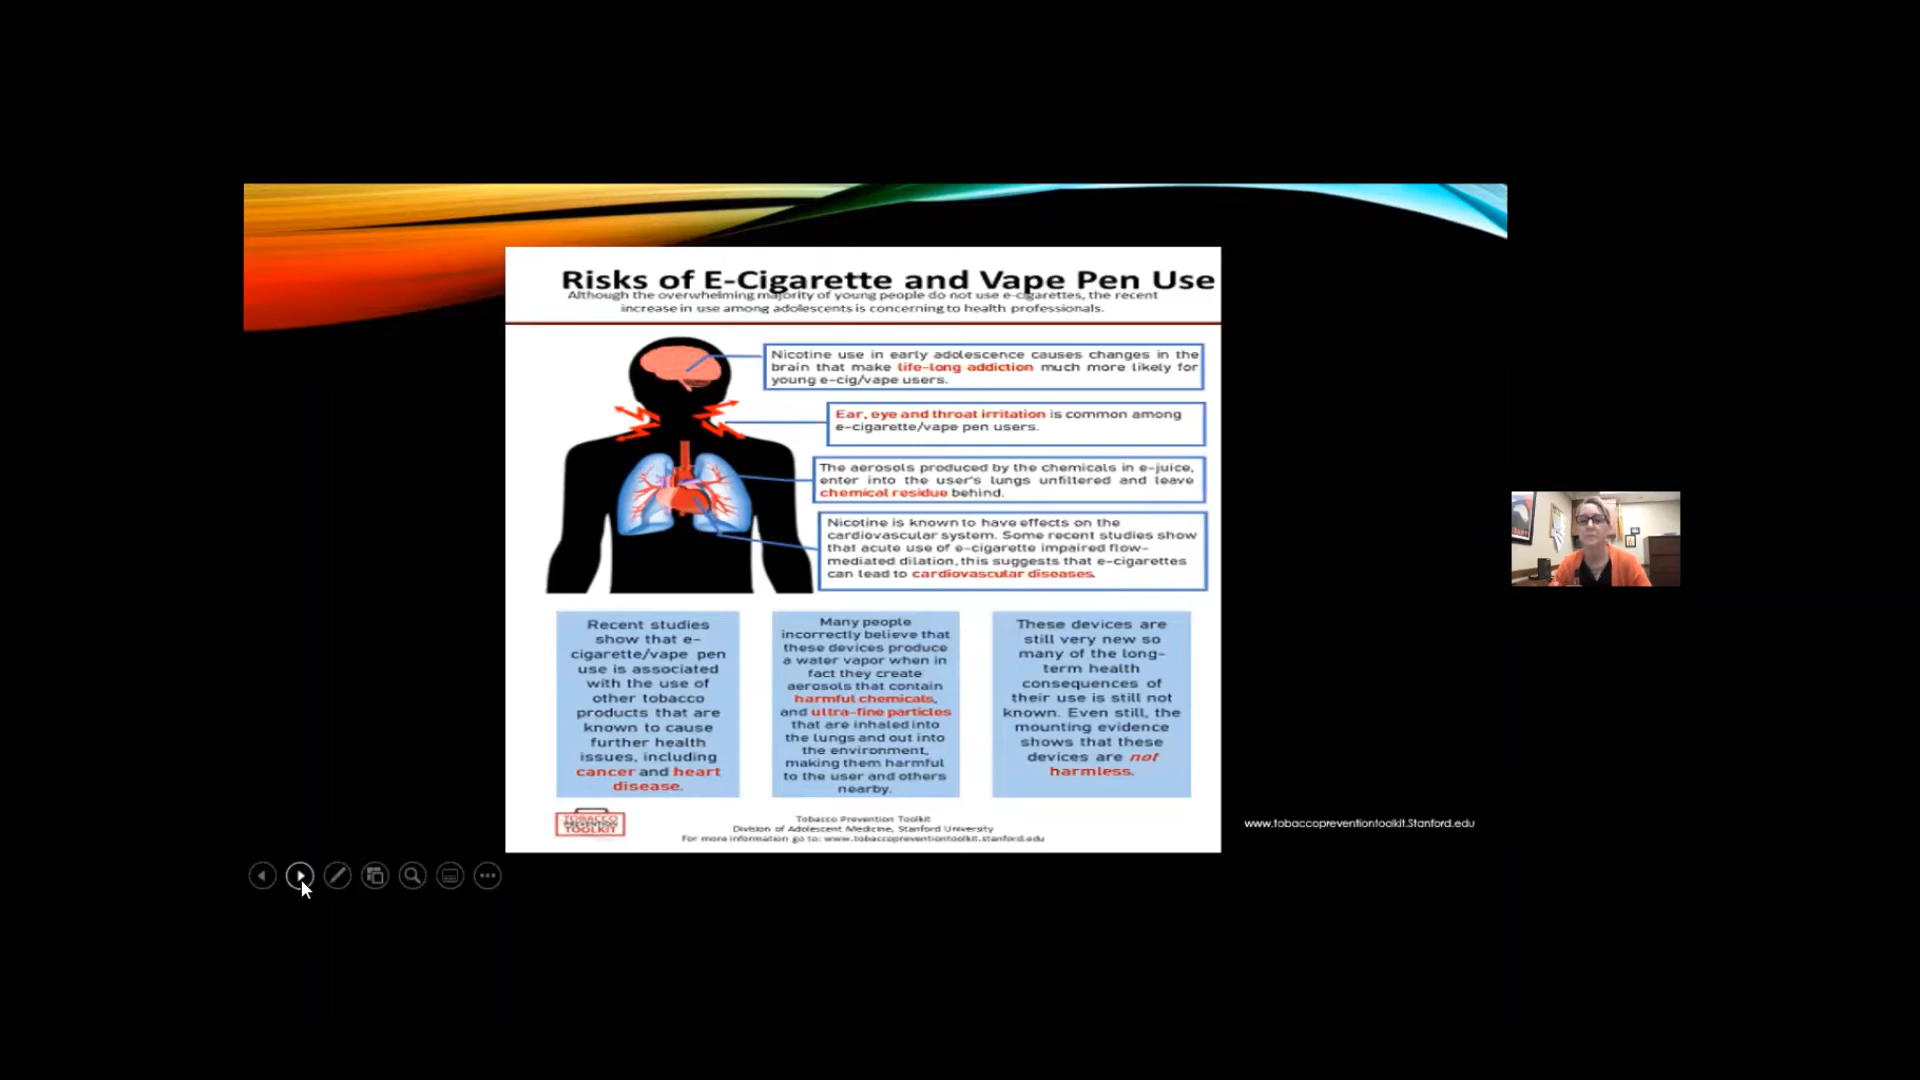 Risks of E-Cigarette and Vape Pen Use
Although the overwhelming majority of young people do not use e-cigarettes, the recent
increase in use among adolescents is concerning to health professionals.
Nicotine use in early adolescence causes changes in the
brain that make life-long addiction much more likely for
young e-cig/vape users.
Ear, eye and throat irritation is common among
e-cigarette/vape pen users.
The aerosols produced by the chemicals in e-juice,
enter into the user's lungs unfiltered and leave
chemical residue behind.
Nicotine is known to have effects on the
cardiovascular system. Some recent studies show
that acute use of e-cigarette impaired flow-
mediated dilation, this suggests that e-cigarettes
can lead to cardiovascular diseases.
Recent studies
show that e-
cigarette/vape pen
use is associated
with the use of
other tobacco
products that are
known to cause
further health
issues, including
cancer and heart
disease.
Many people
incorrectly believe that
these devices produce
a water vapor when in
fact they create
aerosols that contain
harmful chemicals,
and ultra-fine particles
that are inhaled into
the lungs and out into
the environment,
making them harmful
to the user and others
nearby.
These devices are
still very new so
many of the long-
term health
consequences of
their use is still not
known. Even still, the
mounting evidence
shows that these
devices are not
harmless.
TOBACCO
PREVENTION
TOOLKIT
Tobacco Prevention Toolkit
Division of Adolescent Medicine, Stanford University
For more information go to: www.tobaccopreventiontoolkit.stanford.edu
www.tobaccopreventiontoolkit.Stanford.edu